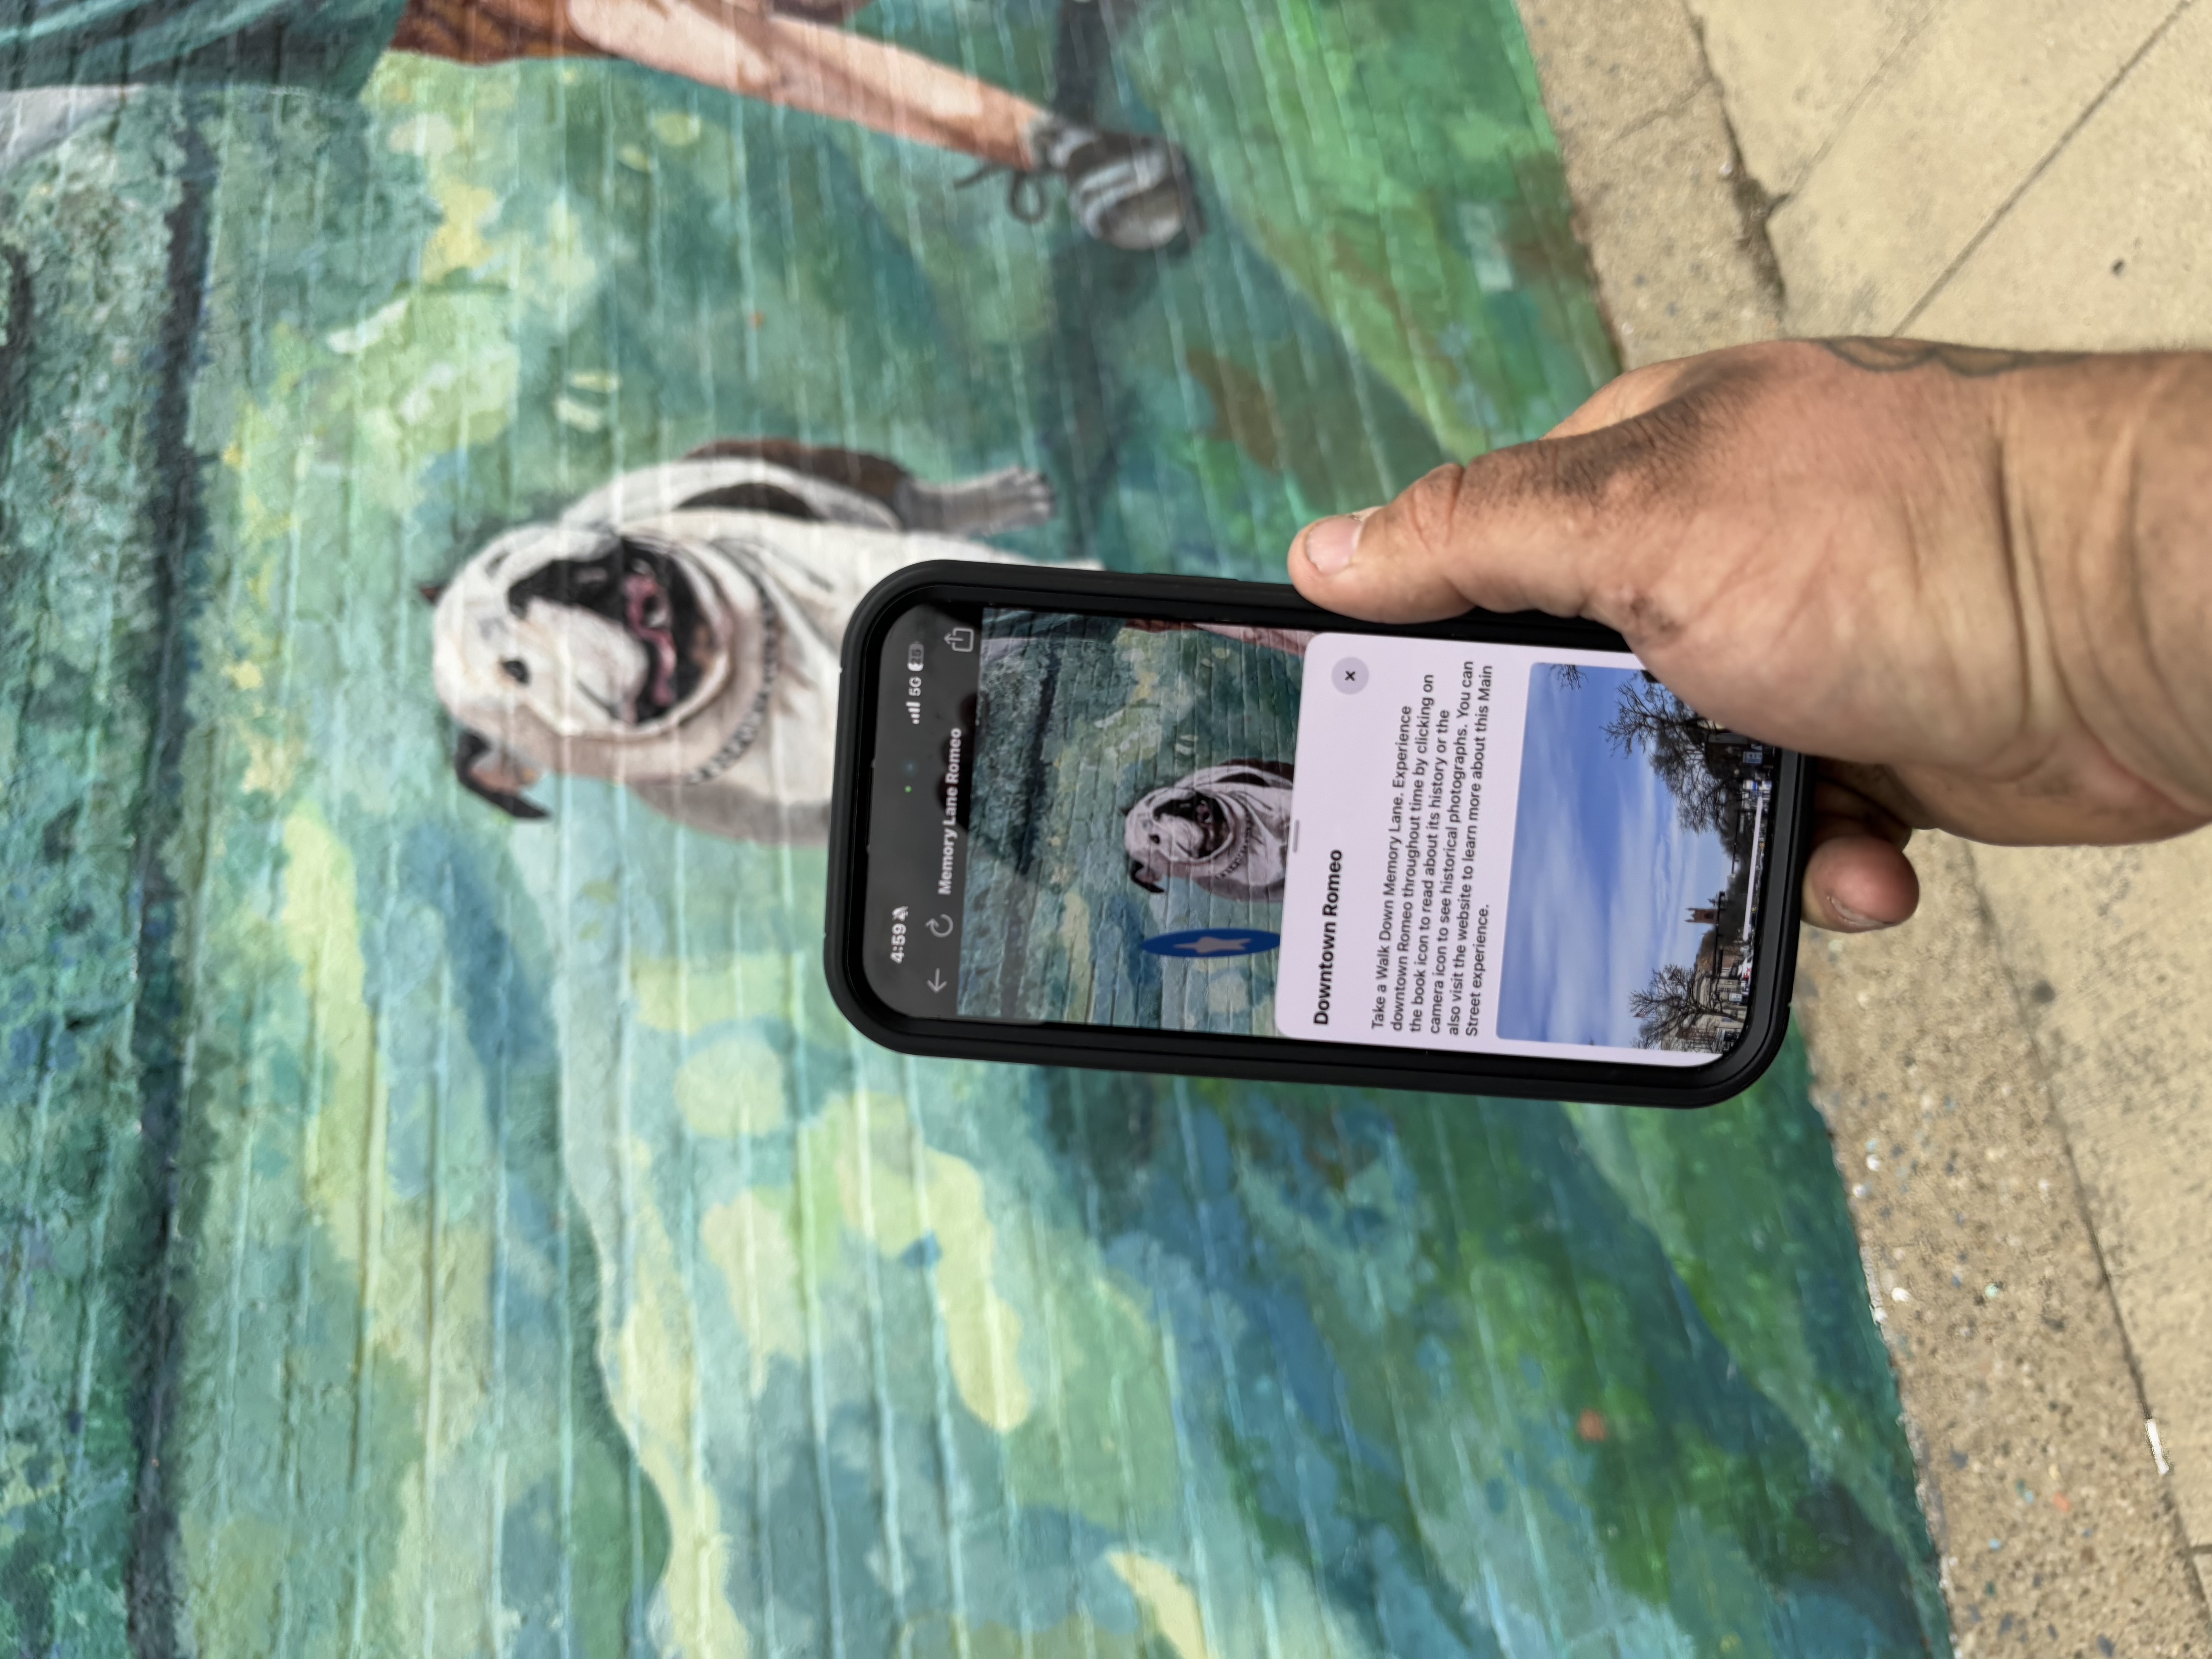 4:59
5G 25
Memory Lane Romeo
Downtown Romeo
Take a Walk Down Memory Lane. Experience
downtown Romeo throughout time by clicking on
the book icon to read about its history or the
camera icon to see historical photographs. You can
also visit the website to learn more about this Main
Street experience.